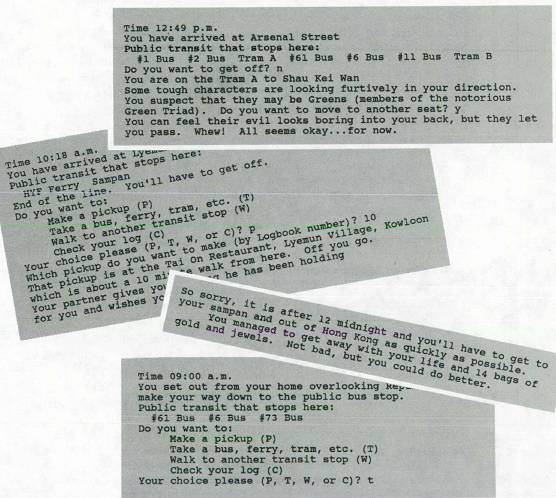 Time 12:49 p.m.
You have arrived at Arsenal Street
Public transit that stops here:
#1 Bus #2 Bus Tram A #61 Bus #6 Bus #11 Bus Tram B
Do you want to get off? n
You are on the Tram A to Shau Kei Wan
Some tough characters are looking furtively in your direction.
You suspect that they may be Greens (members of the notorious
Green Triad). Do you want to move to another seat? y
You can feel their evil looks boring into your back, but they let
you pass. Whew! All seems okay...for now.
Time 10:18 a.m.
You have arrived at
Public transit that stops here:
HYF Ferry Sampan
End of the line. You'll have to get off.
Do you want to:
Make a pickup (P)
Take a bus, ferry, tram, etc. (T)
Walk to another transit stop (W)
Check your log (C)
Your choice please (P, T, W, or C)? p
Which pickup do you want to make (by Logbook number)? 10
That pickup is at the Tai On Restaurant, Lyemun Village, Kowloon
which is about a 10 minute walk from here. Off you go.
Your partner gives you he has been holding
for you and wishes
So sorry, it is after 12 midnight and you'll have to get to
your sampan and out of Hong Kong as quickly as possible.
You managed to get away with your life and 14 bags of
gold and jewels. Not bad, but you could do better.
Time 09:00 a.m.
You set out from your home overlooking
make your way down to the public bus stop.
Public transit that stops here:
#61 Bus #6 Bus #73 Bus
Do you want to:
Make a pickup (P)
Take a bus, ferry, tram, etc. (T)
Walk to another transit stop (W)
Check your log (C)
Your choice please (P, T, W, or C)? t